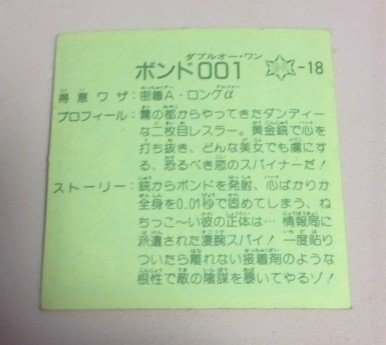 ダブルオー・ワン
ボンド001 -18
得意ワザ:密着A・ロングα
プロフィール:霧の都からやってきたダンディー
な二枚目レスラー。黄金銃で心を
打ち抜き、どんな美女でも虜にす
る、恐るべき恋のスパイナーだ!
ストーリー:銃からボンドを発射、心ばかりか
全身を0.01秒で固めてしまう、ね
ちっこ〜い彼の正体は…情報局に
派遣された凄腕スパイ!一度貼り
ついたら離れない接着剤のような
根性で敵の陰謀を暴いてやるゾ!